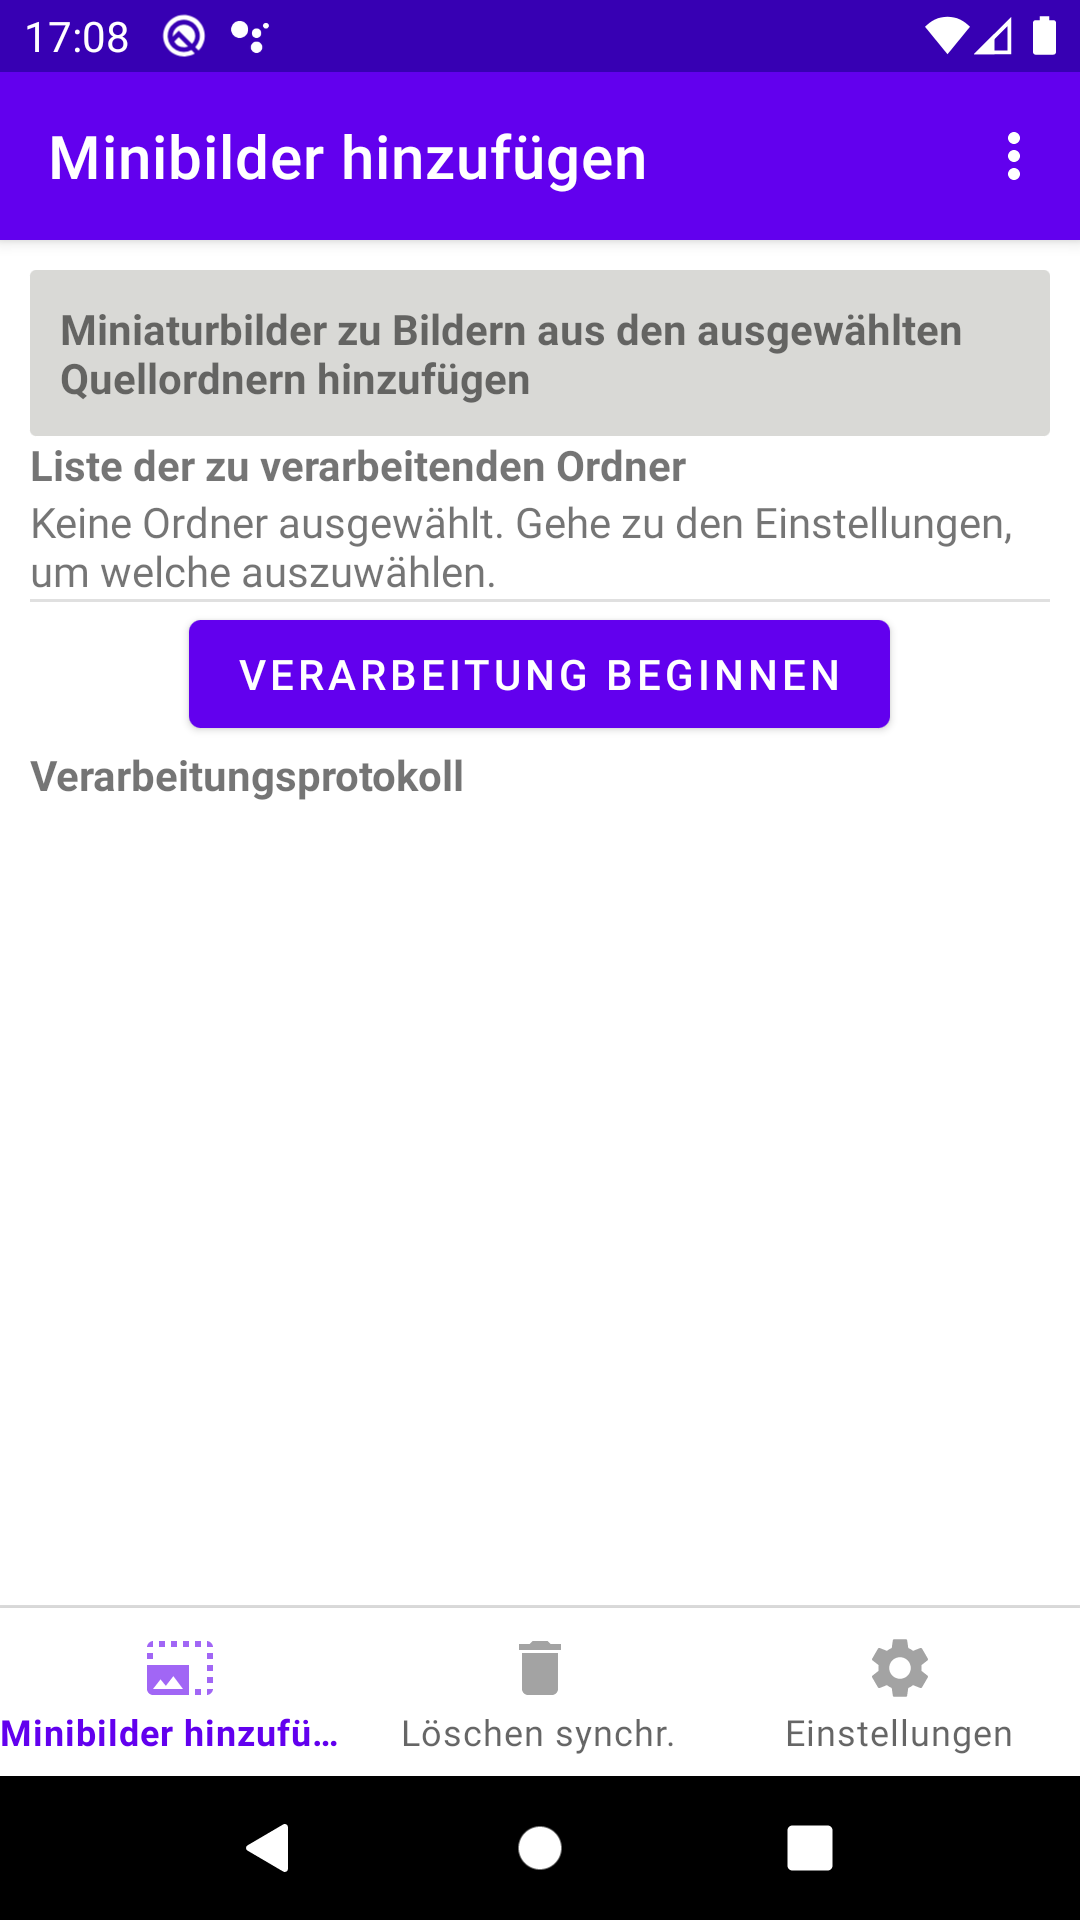 17:08
Minibilder hinzufügen
Miniaturbilder zu Bildern aus den ausgewählten
Quellordnern hinzufügen
Liste der zu verarbeitenden Ordner
Keine Ordner ausgewählt. Gehe zu den Einstellungen,
um welche auszuwählen.
VERARBEITUNG BEGINNEN
Verarbeitungsprotokoll
Minibilder hinzufü...
Löschen synchr.
Einstellungen